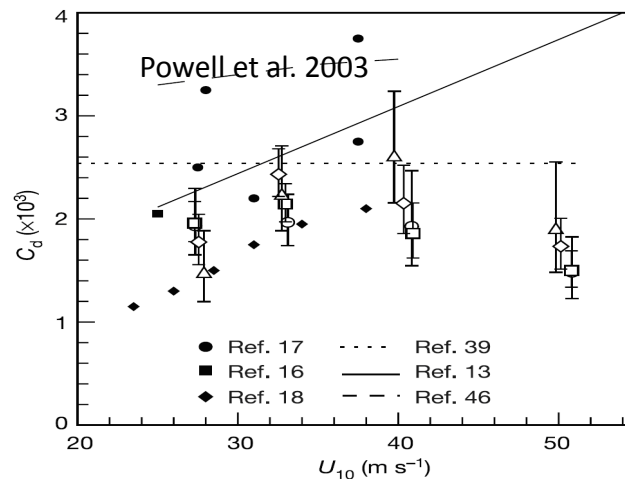 4
Powell et al. 2003
3
2
1
0
C_d (×10³)
Ref. 17
Ref. 39
Ref. 16
Ref. 13
Ref. 18
Ref. 46
20 30 40 50
U₁₀ (m s⁻¹)